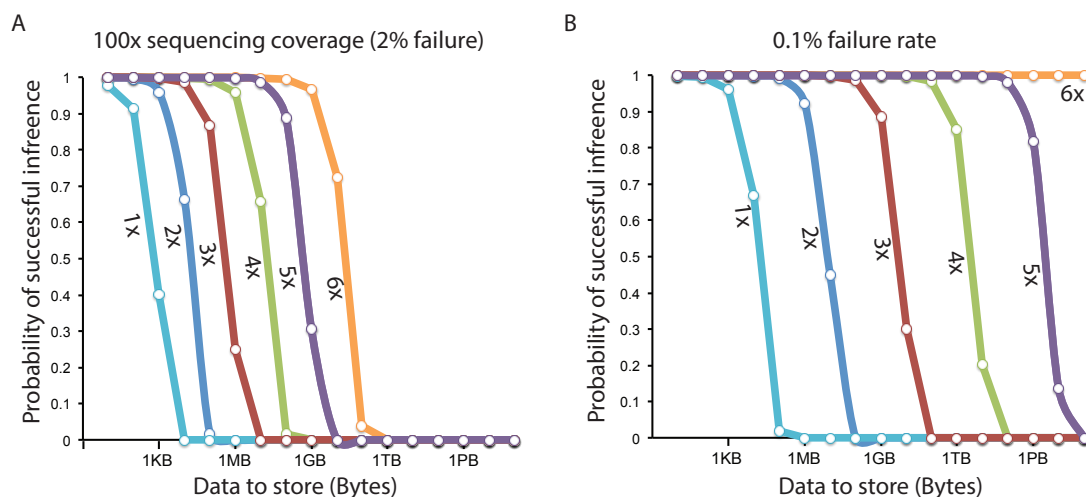 A
100x sequencing coverage (2% failure)
Probability of successful infreence
1
0.9
0.8
0.7
0.6
0.5
0.4
0.3
0.2
0.1
0
1x
2x
3x
4x
5x
6x
1KB
1MB
1GB
1TB
1PB
Data to store (Bytes)
B
0.1% failure rate
Probability of successful infreence
1
0.9
0.8
0.7
0.6
0.5
0.4
0.3
0.2
0.1
0
1x
2x
3x
4x
5x
6x
1KB
1MB
1GB
1TB
1PB
Data to store (Bytes)